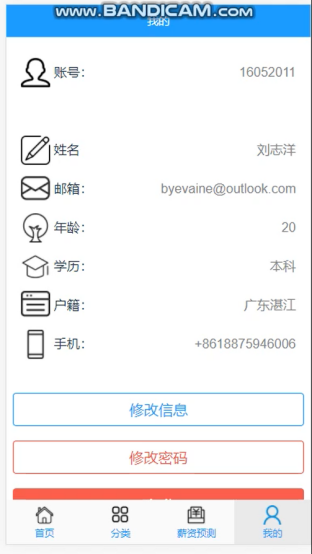 www.BANDICAM.com
我的
账号: 16052011
姓名 刘志洋
邮箱: byevaine@outlook.com
年龄: 20
学历: 本科
户籍: 广东湛江
手机: +8618875946006
修改信息
修改密码
首页 分类 薪资预测 我的